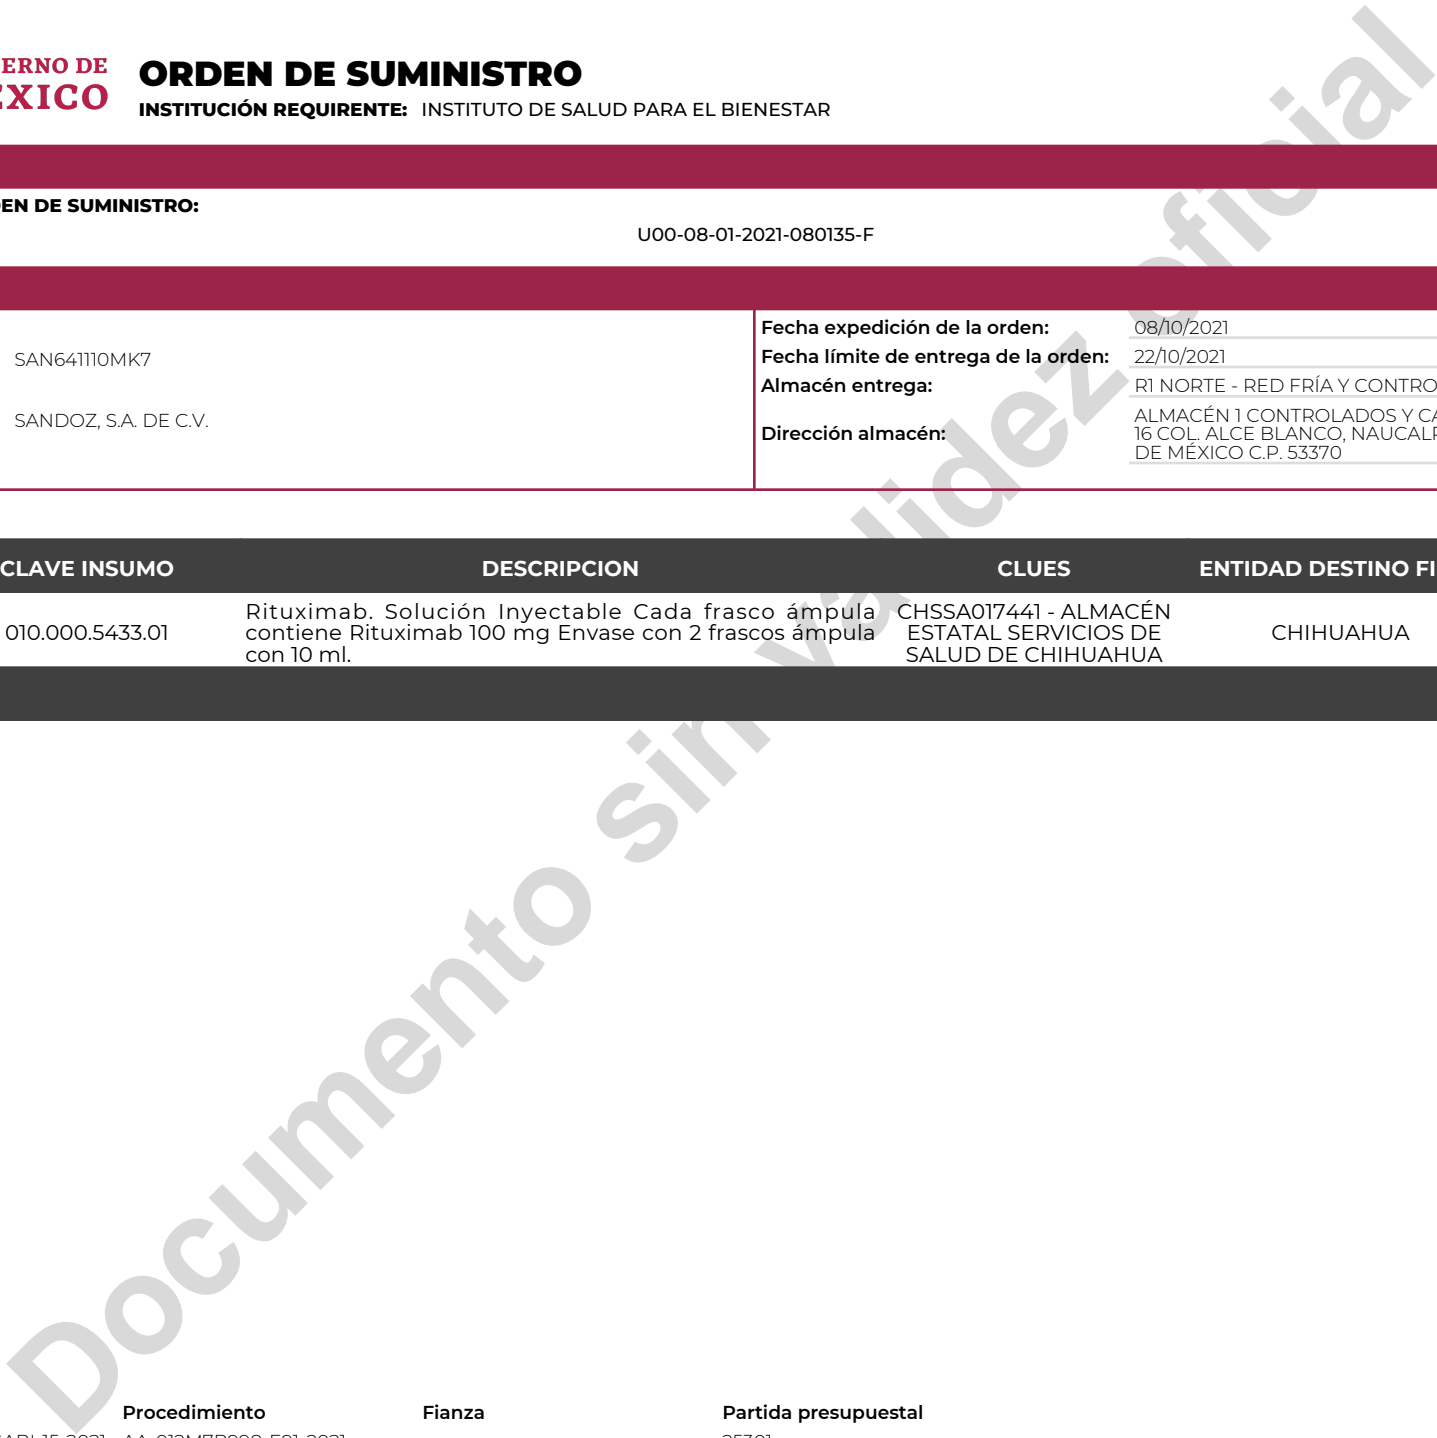 ERNO DE
ÉXICO
ORDEN DE SUMINISTRO
INSTITUCIÓN REQUIRENTE: INSTITUTO DE SALUD PARA EL BIENESTAR
EN DE SUMINISTRO:
U00-08-01-2021-080135-F
SAN641110MK7
SANDOZ, S.A. DE C.V.
Fecha expedición de la orden: 08/10/2021
Fecha límite de entrega de la orden: 22/10/2021
Almacén entrega: R1 NORTE - RED FRÍA Y CONTRO
Dirección almacén: ALMACÉN 1 CONTROLADOS Y CA
16 COL. ALCE BLANCO, NAUCALP
DE MÉXICO C.P. 53370
CLAVE INSUMO DESCRIPCION CLUES ENTIDAD DESTINO FI
010.000.5433.01
Rituximab. Solución Inyectable Cada frasco ámpula
contiene Rituximab 100 mg Envase con 2 frascos ámpula
con 10 ml.
CHSSA017441 - ALMACÉN
ESTATAL SERVICIOS DE
SALUD DE CHIHUAHUA
CHIHUAHUA
Documento sin validez oficial
Procedimiento Fianza Partida presupuestal